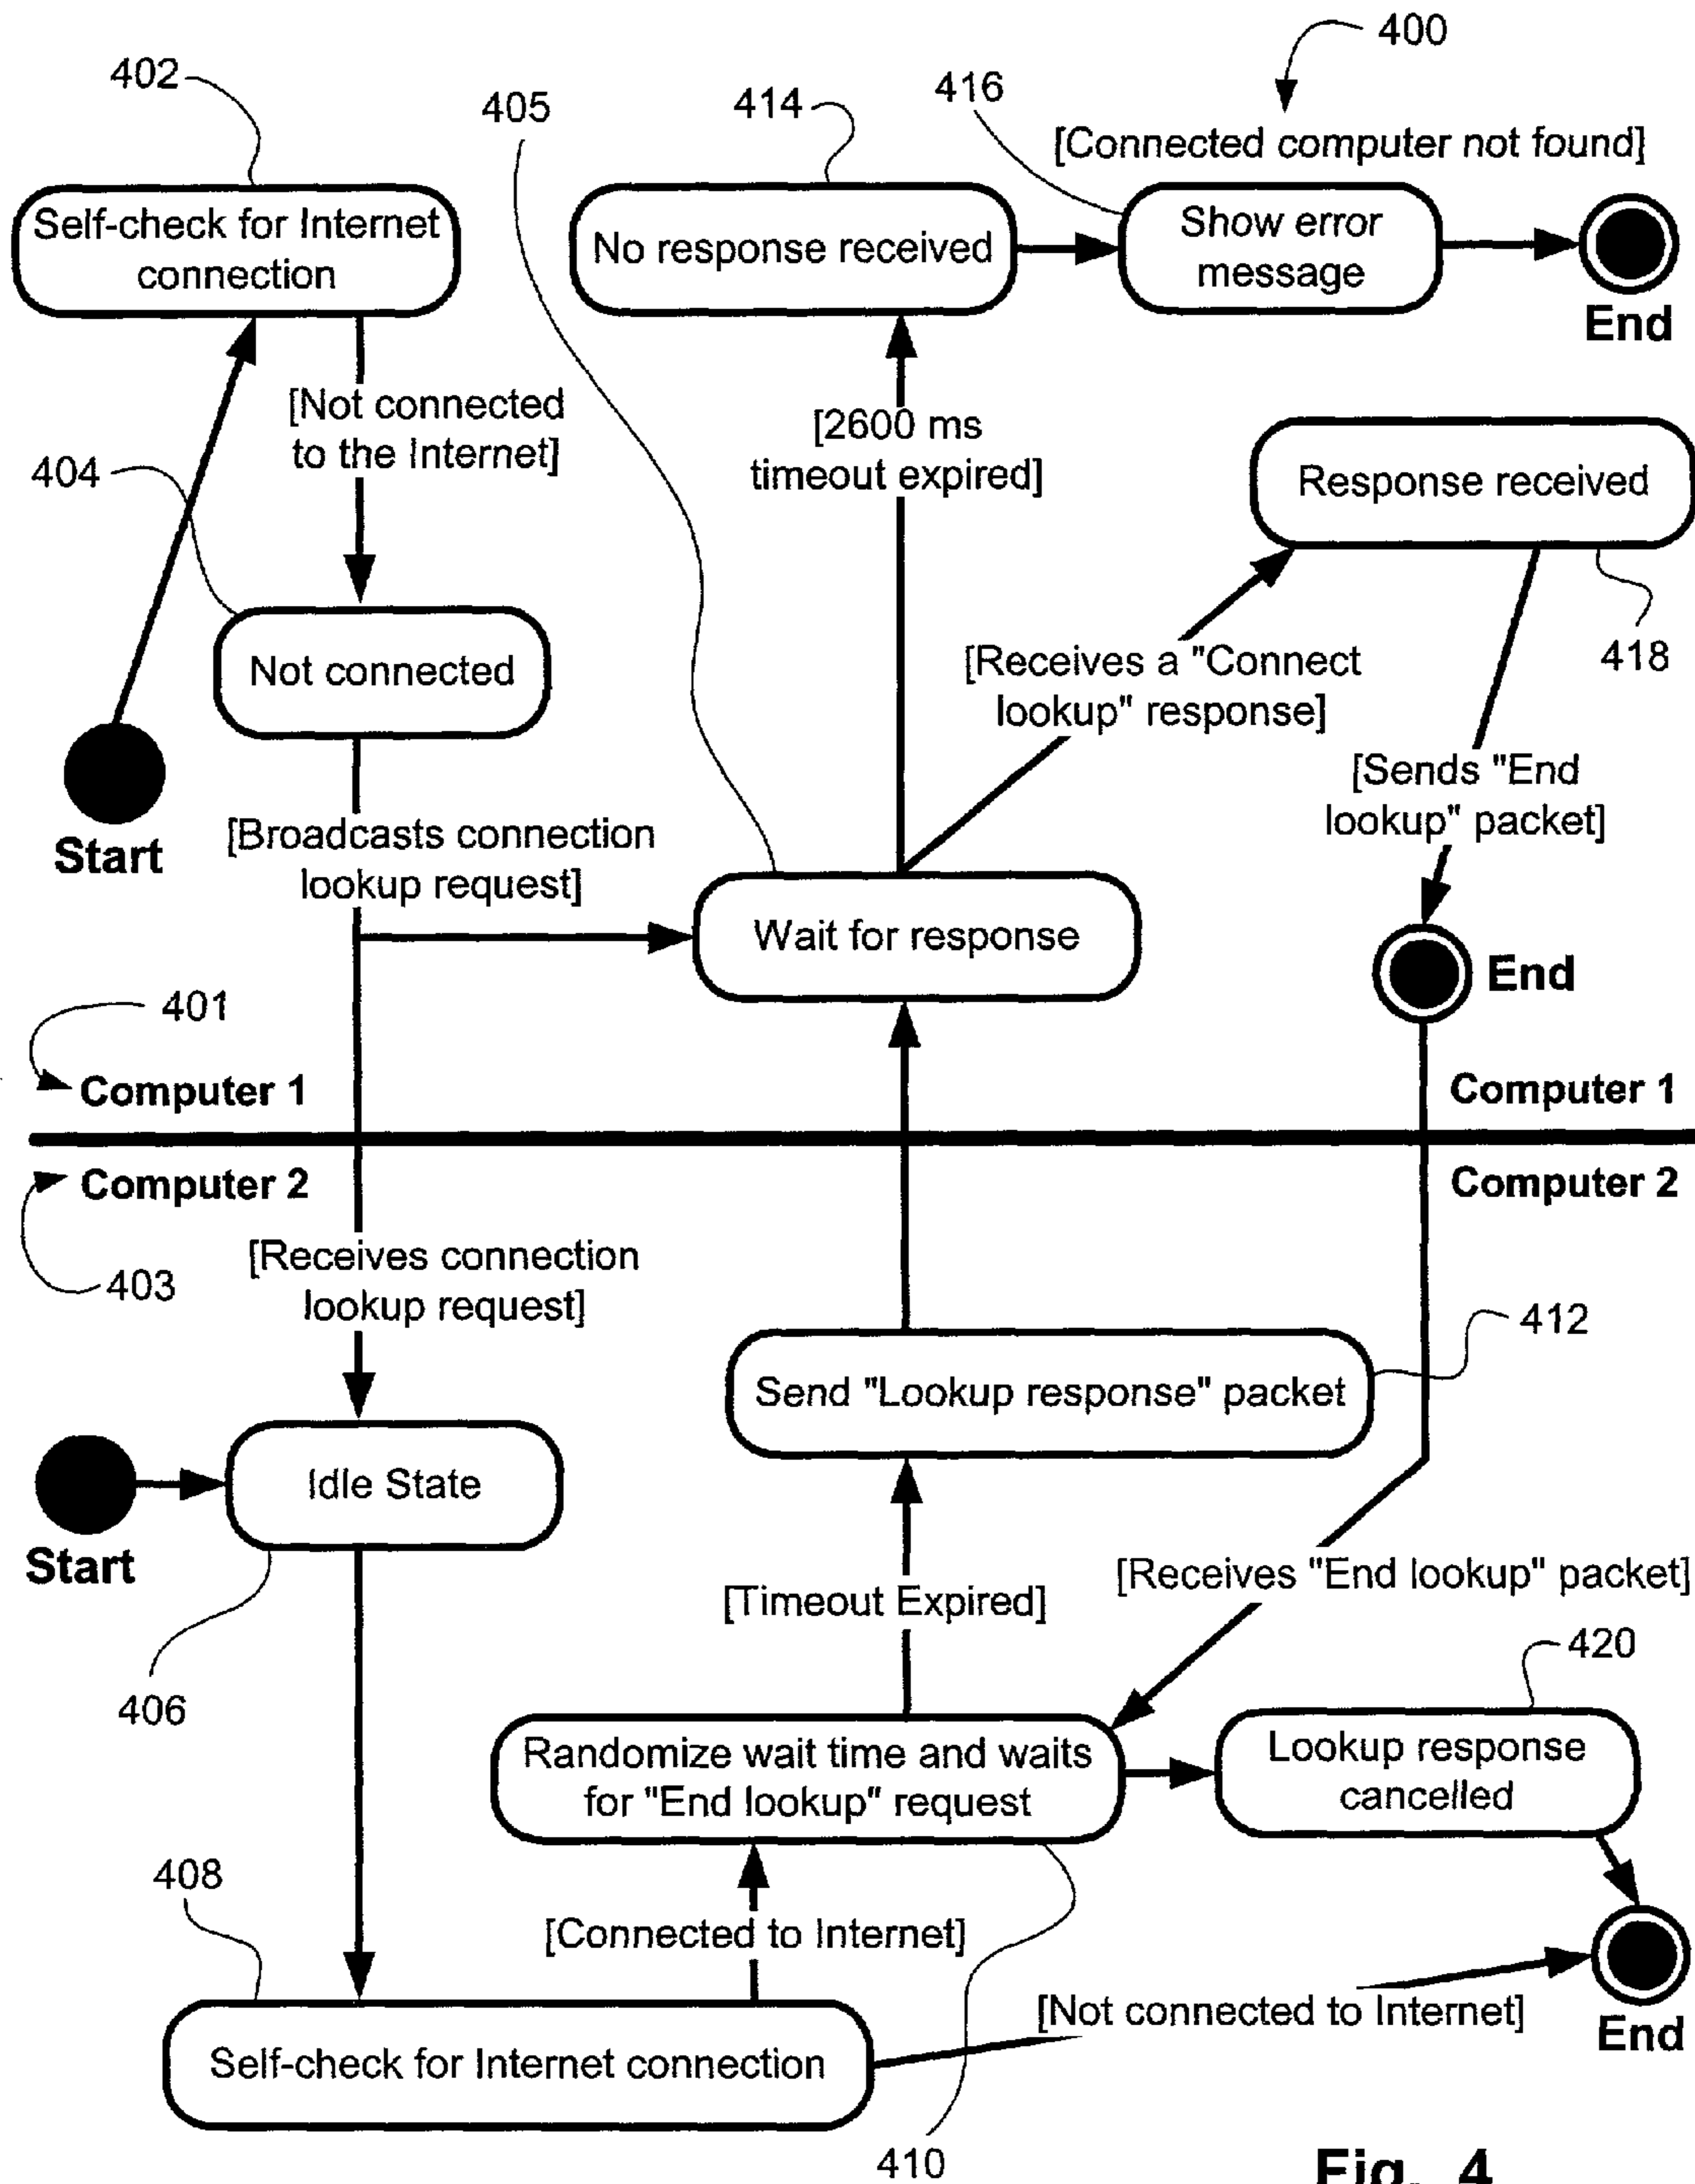 400
402
405
414
416
[Connected computer not found]
Self-check for Internet
connection
No response received
Show error
message
End
[Not connected
to the Internet]
[2600 ms
timeout expired]
404
Response received
Not connected
[Receives a "Connect
lookup" response]
418
Start
[Broadcasts connection
lookup request]
[Sends "End
lookup" packet]
Wait for response
End
401
Computer 1
Computer 1
Computer 2
Computer 2
403
[Receives connection
lookup request]
412
Send "Lookup response" packet
Idle State
Start
[Timeout Expired]
[Receives "End lookup" packet]
406
420
Randomize wait time and waits
for "End lookup" request
Lookup response
cancelled
408
[Connected to Internet]
[Not connected to Internet]
End
Self-check for Internet connection
410
Fig. 4